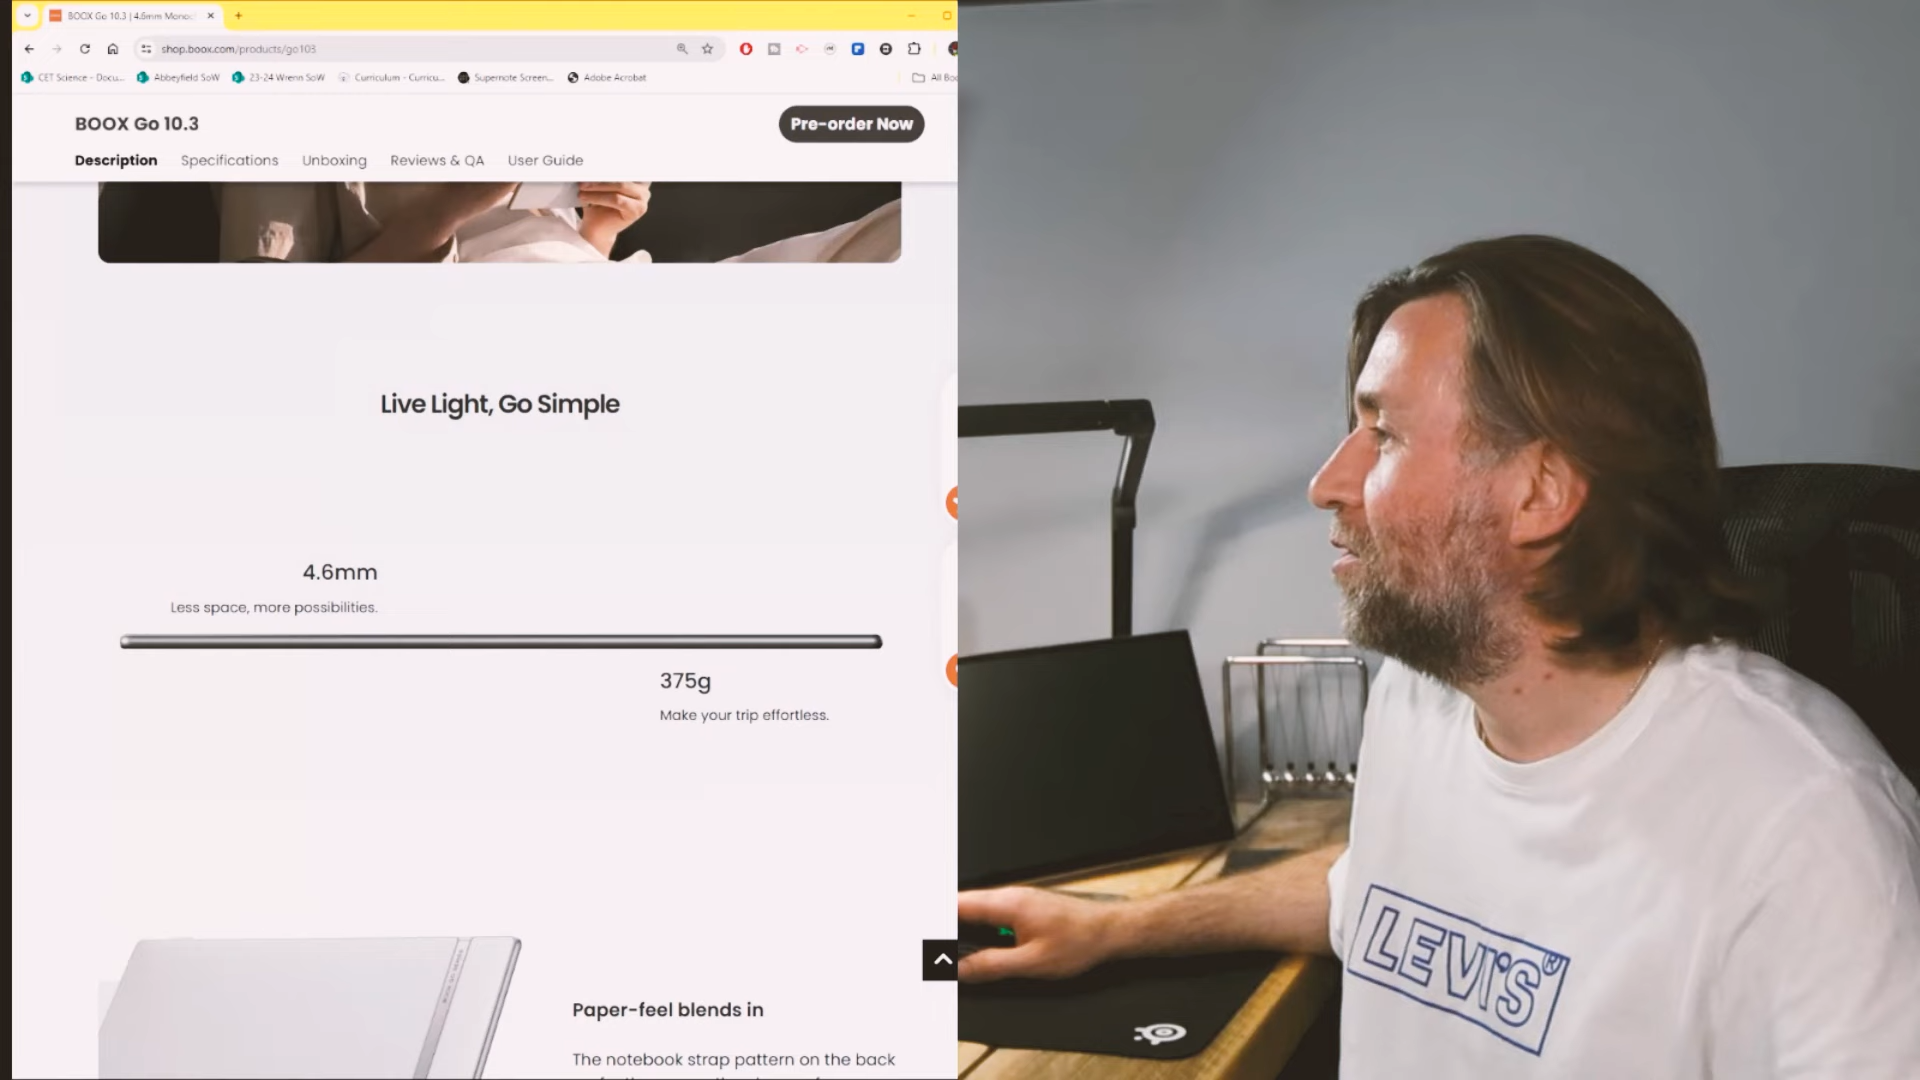 BOOX Go 10.3 | 4.6mm Monoc
shop.boox.com/products/go103
CET Science - Docu...
Abbeyfield SoW
23-24 Wrenn SoW
Curriculum - Curricu...
Supernote Screen...
Adobe Acrobat
All Boo
BOOX Go 10.3
Pre-order Now
Description
Specifications
Unboxing
Reviews & QA
User Guide
Live Light, Go Simple
4.6mm
Less space, more possibilities.
375g
Make your trip effortless.
Paper-feel blends in
The notebook strap pattern on the back
LEVI'S®